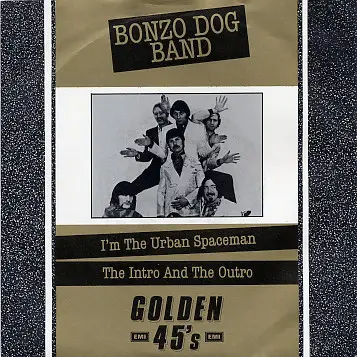 BONZO DOG
BAND
I'm The Urban Spaceman
The Intro And The Outro
GOLDEN
EMI 45's EMI